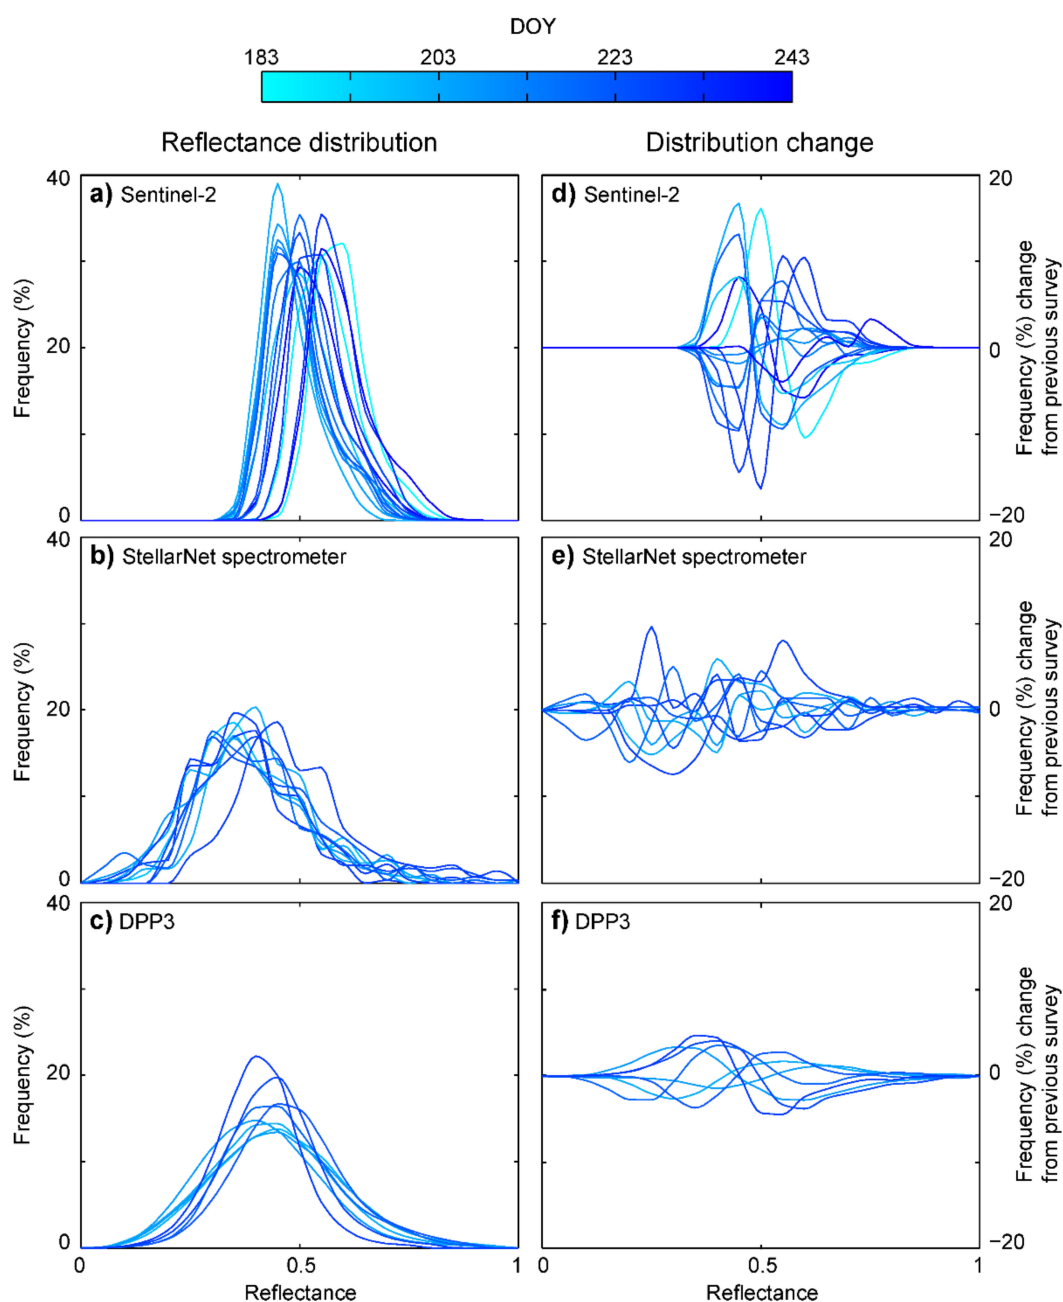 DOY
183 203 223 243
Reflectance distribution Distribution change
40 a) Sentinel-2 d) Sentinel-2 20
Frequency (%)
20 0
Frequency (%) change
from previous survey
0 −20
40 b) StellarNet spectrometer e) StellarNet spectrometer 20
Frequency (%)
20 0
Frequency (%) change
from previous survey
0 −20
40 c) DPP3 f) DPP3 20
Frequency (%)
20 0
Frequency (%) change
from previous survey
0 −20
0 0.5 1 0 0.5 1
Reflectance Reflectance